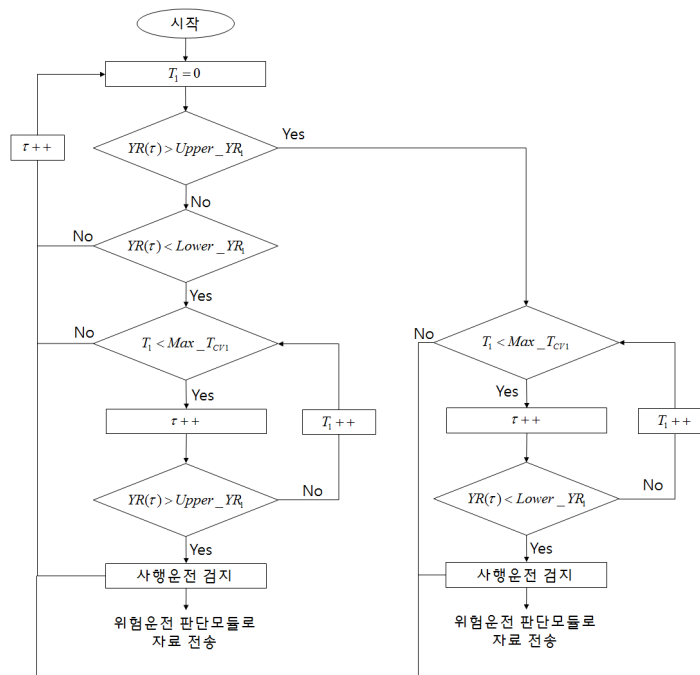 시작
T₁ = 0
τ++
YR(τ) > Upper_YR₁
Yes
No
YR(τ) < Lower_YR₁
No
Yes
T₁ < Max_T_CV1
No
Yes
τ++
T₁++
YR(τ) > Upper_YR₁
No
Yes
사행운전 검지
위험운전 판단모듈로
자료 전송
T₁ < Max_T_CV1
No
Yes
τ++
T₁++
YR(τ) < Lower_YR₁
No
Yes
사행운전 검지
위험운전 판단모듈로
자료 전송